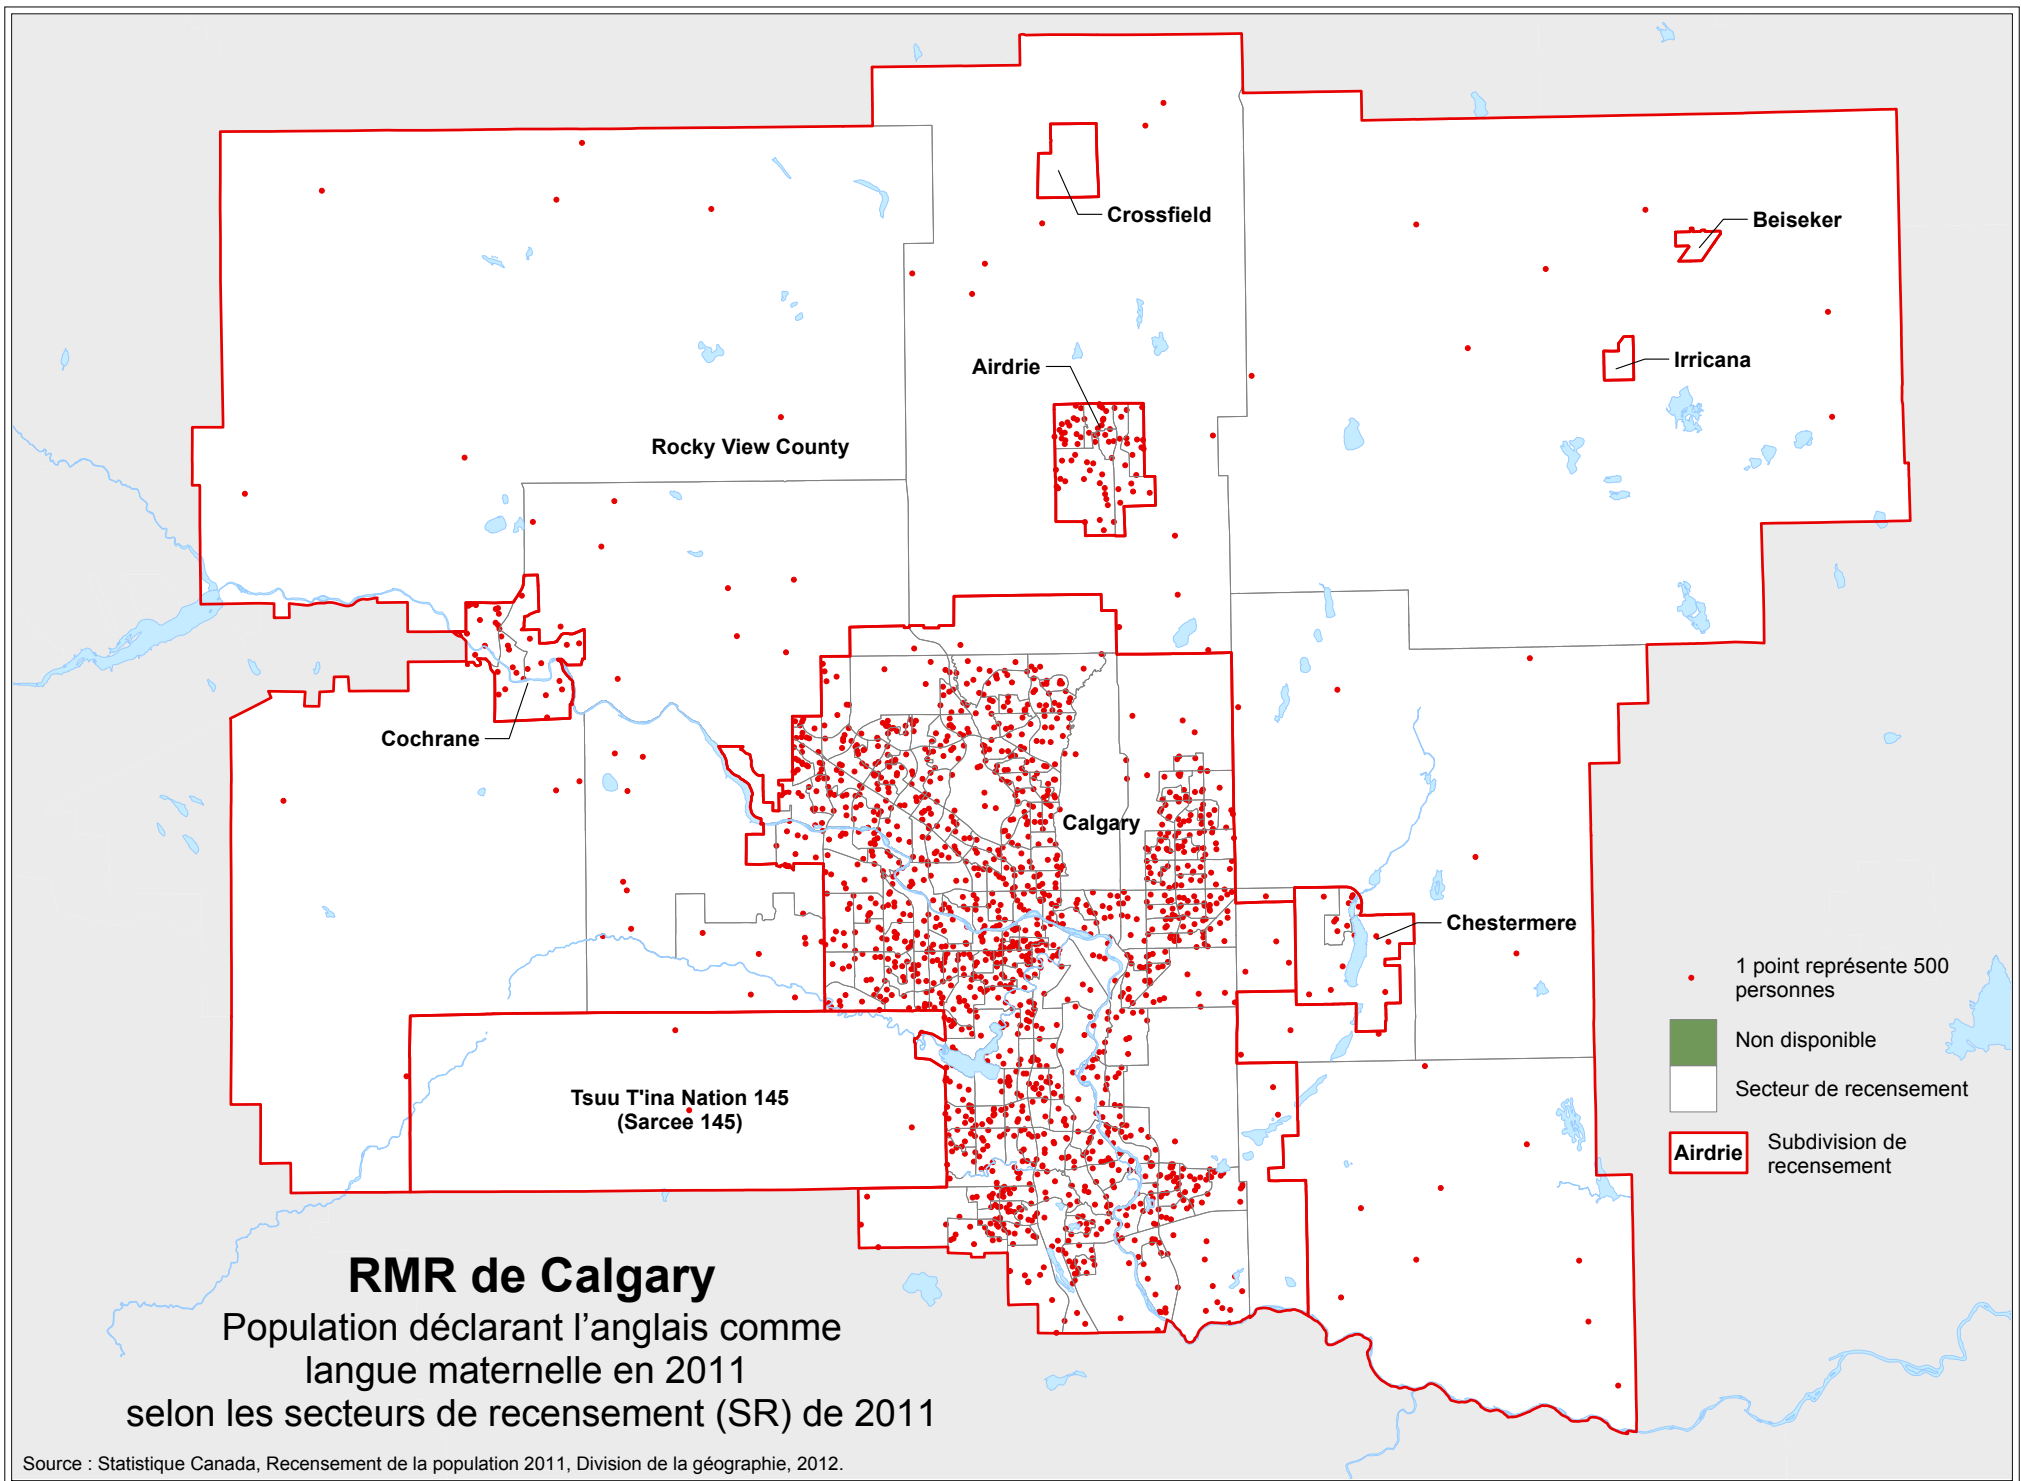 Crossfield
Beiseker
Airdrie
Irricana
Rocky View County
Cochrane
Calgary
Chestermere
1 point représente 500
personnes
Non disponible
Secteur de recensement
Airdrie
Subdivision de
recensement
Tsuu T'ina Nation 145
(Sarcee 145)
RMR de Calgary
Population déclarant l’anglais comme
langue maternelle en 2011
selon les secteurs de recensement (SR) de 2011
Source : Statistique Canada, Recensement de la population 2011, Division de la géographie, 2012.